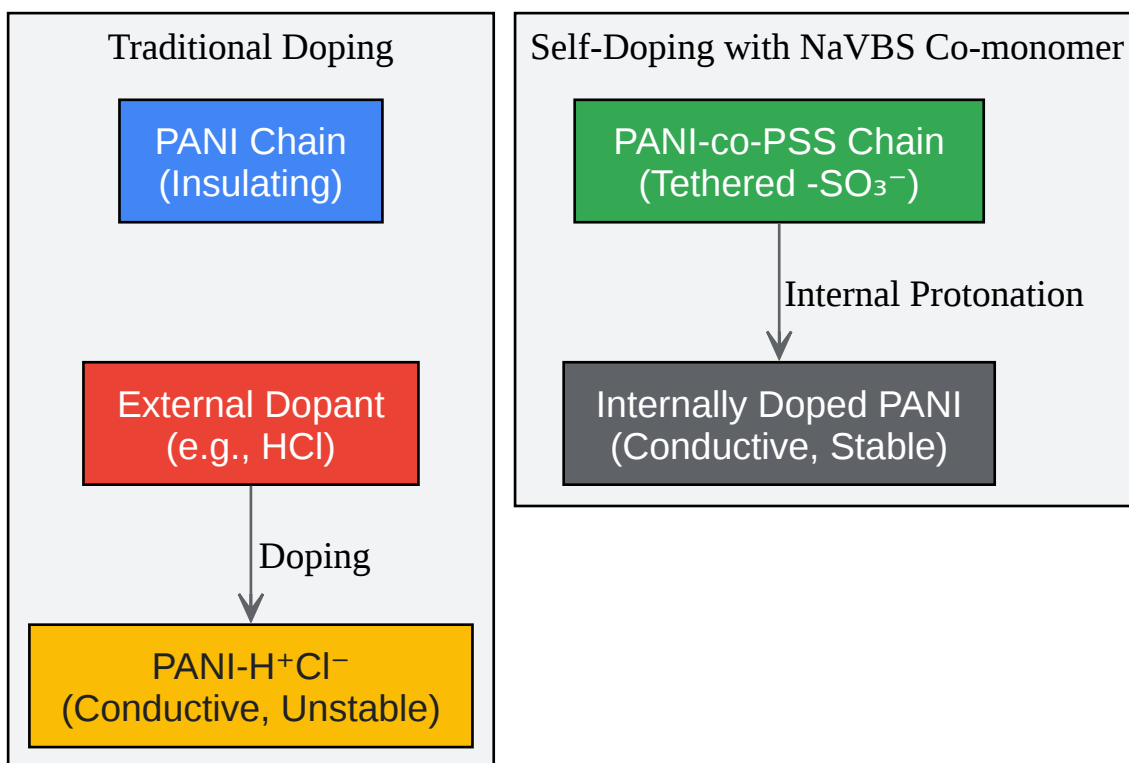 Traditional Doping
PANI Chain
(Insulating)
External Dopant
(e.g., HCl)
Doping
PANI-H⁺Cl⁻
(Conductive, Unstable)
Self-Doping with NaVBS Co-monomer
PANI-co-PSS Chain
(Tethered -SO₃⁻)
Internal Protonation
Internally Doped PANI
(Conductive, Stable)